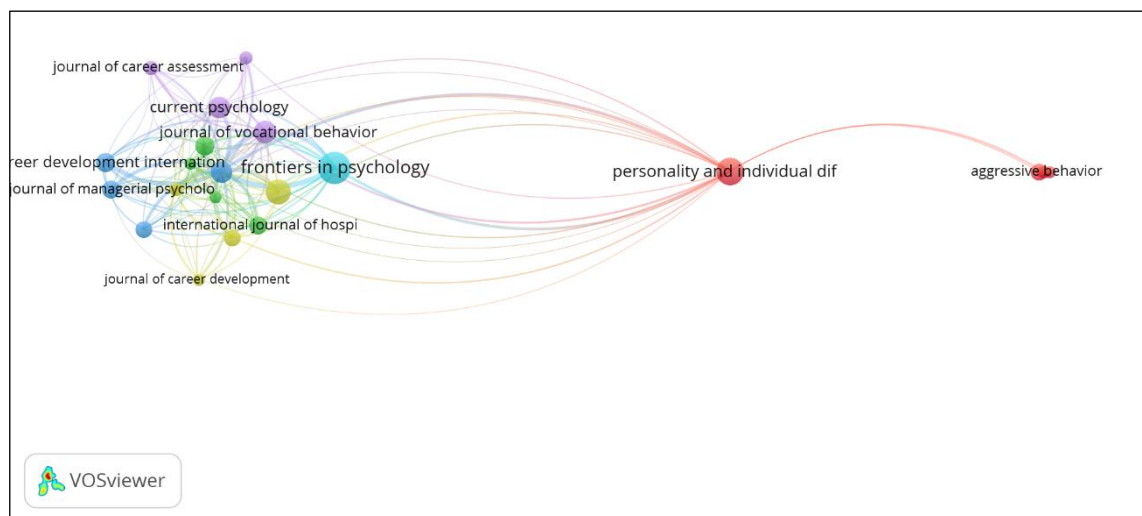 journal of career assessment
current psychology
journal of vocational behavior
reer development internation
frontiers in psychology
personality and individual dif
aggressive behavior
journal of managerial psycholo
international journal of hospi
journal of career development
VOSviewer